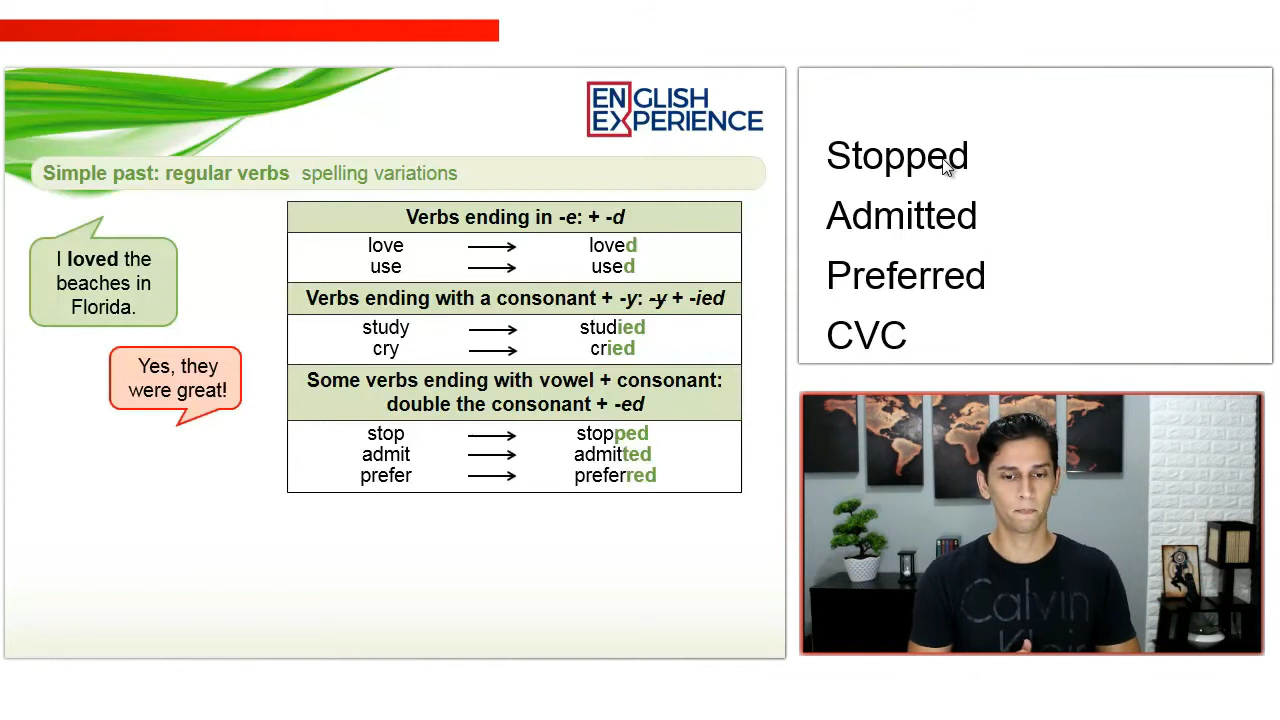 ENGLISH
EXPERIENCE
Simple past: regular verbs spelling variations
I loved the
beaches in
Florida.
Yes, they
were great!
Verbs ending in -e: + -d
love → loved
use → used
Verbs ending with a consonant + -y: -y + -ied
study → studied
cry → cried
Some verbs ending with vowel + consonant:
double the consonant + -ed
stop → stopped
admit → admitted
prefer → preferred
Stopped
Admitted
Preferred
CVC
Calvin
Klein